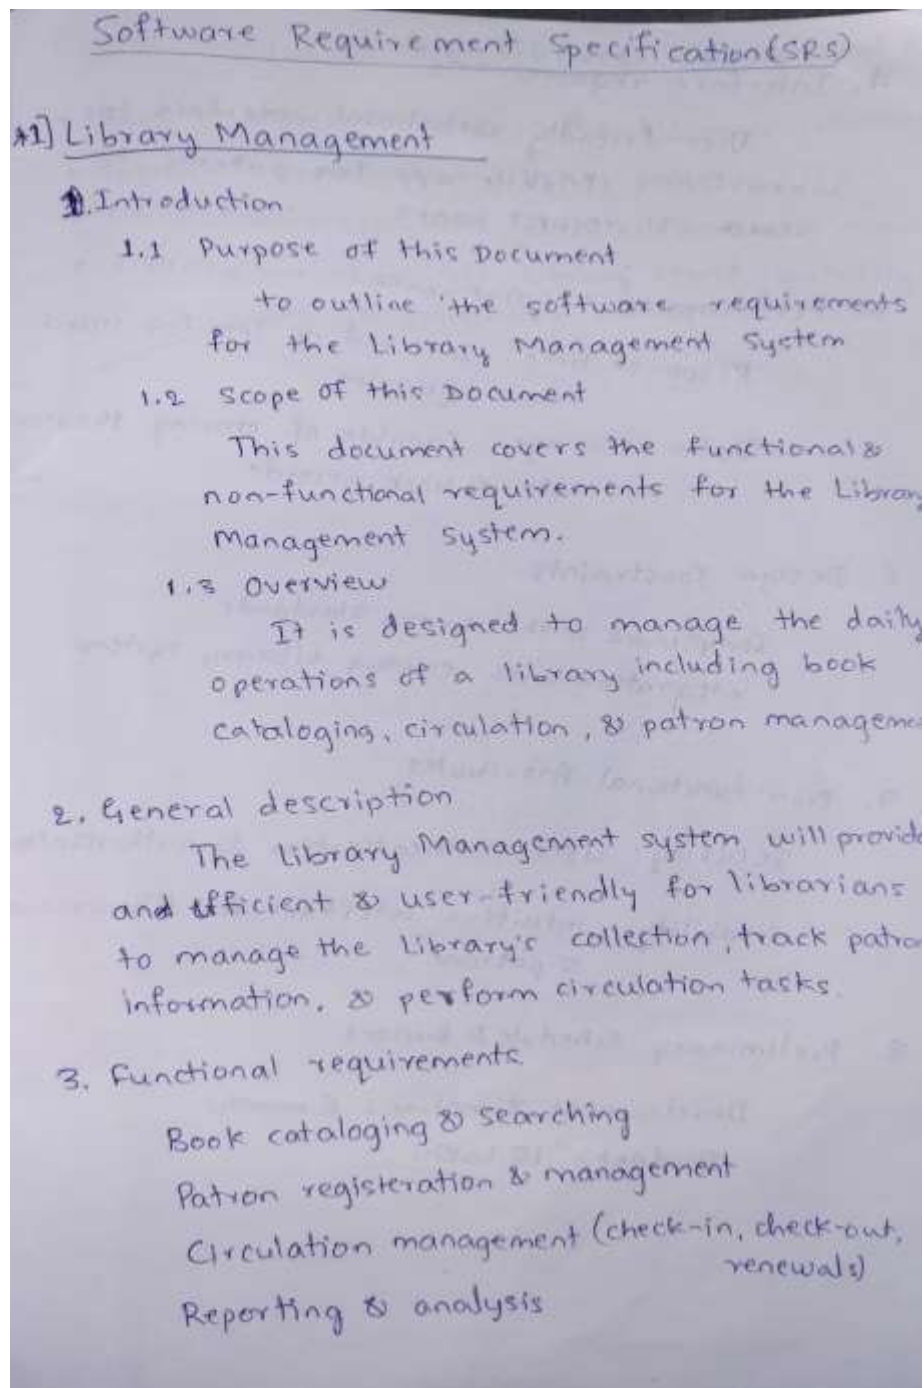 Software Requirement Specification (SRS)
*1] Library Management
1. Introduction
1.1 Purpose of this Document
to outline the software requirements
for the Library Management System
1.2 Scope of this Document
This document covers the functional &
non-functional requirements for the Library
Management System.
1.3 Overview
It is designed to manage the daily
operations of a library including book
cataloging, circulation, & patron manageme
2. General description
The Library Management system will provide
and efficient & user-friendly for librarians
to manage the Library's collection, track patro
information, & perform circulation tasks.
3. Functional requirements
Book cataloging & searching
Patron registeration & management
Circulation management (check-in, check-out,
renewals)
Reporting & analysis